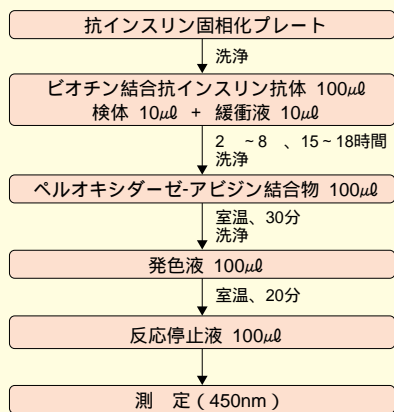 抗インスリン固相化プレート
洗浄
ビオチン結合抗インスリン抗体 100μℓ
検体 10μℓ + 緩衝液 10μℓ
2 ~8 、15~18時間
洗浄
ペルオキシダーゼ-アビジン結合物 100μℓ
室温、30分
洗浄
発色液 100μℓ
室温、20分
反応停止液 100μℓ
測 定(450nm)